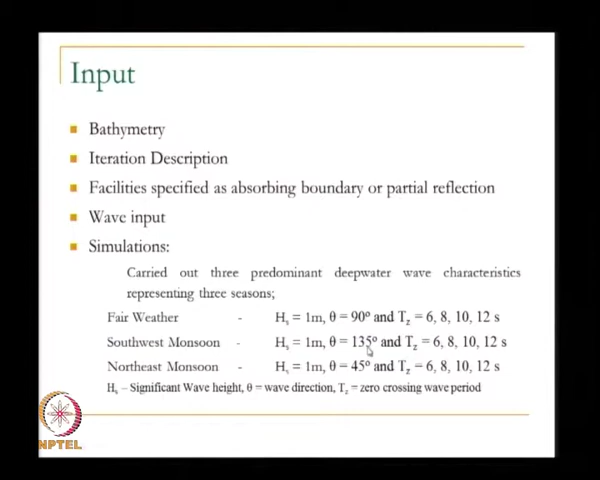 Input
Bathymetry
Iteration Description
Facilities specified as absorbing boundary or partial reflection
Wave input
Simulations:
Carried out three predominant deepwater wave characteristics
representing three seasons;
Fair Weather - Hs = 1m, θ = 90° and Tz = 6, 8, 10, 12 s
Southwest Monsoon - Hs = 1m, θ = 135° and Tz = 6, 8, 10, 12 s
Northeast Monsoon - Hs = 1m, θ = 45° and Tz = 6, 8, 10, 12 s
Hs – Significant Wave height, θ = wave direction, Tz = zero crossing wave period
NPTEL